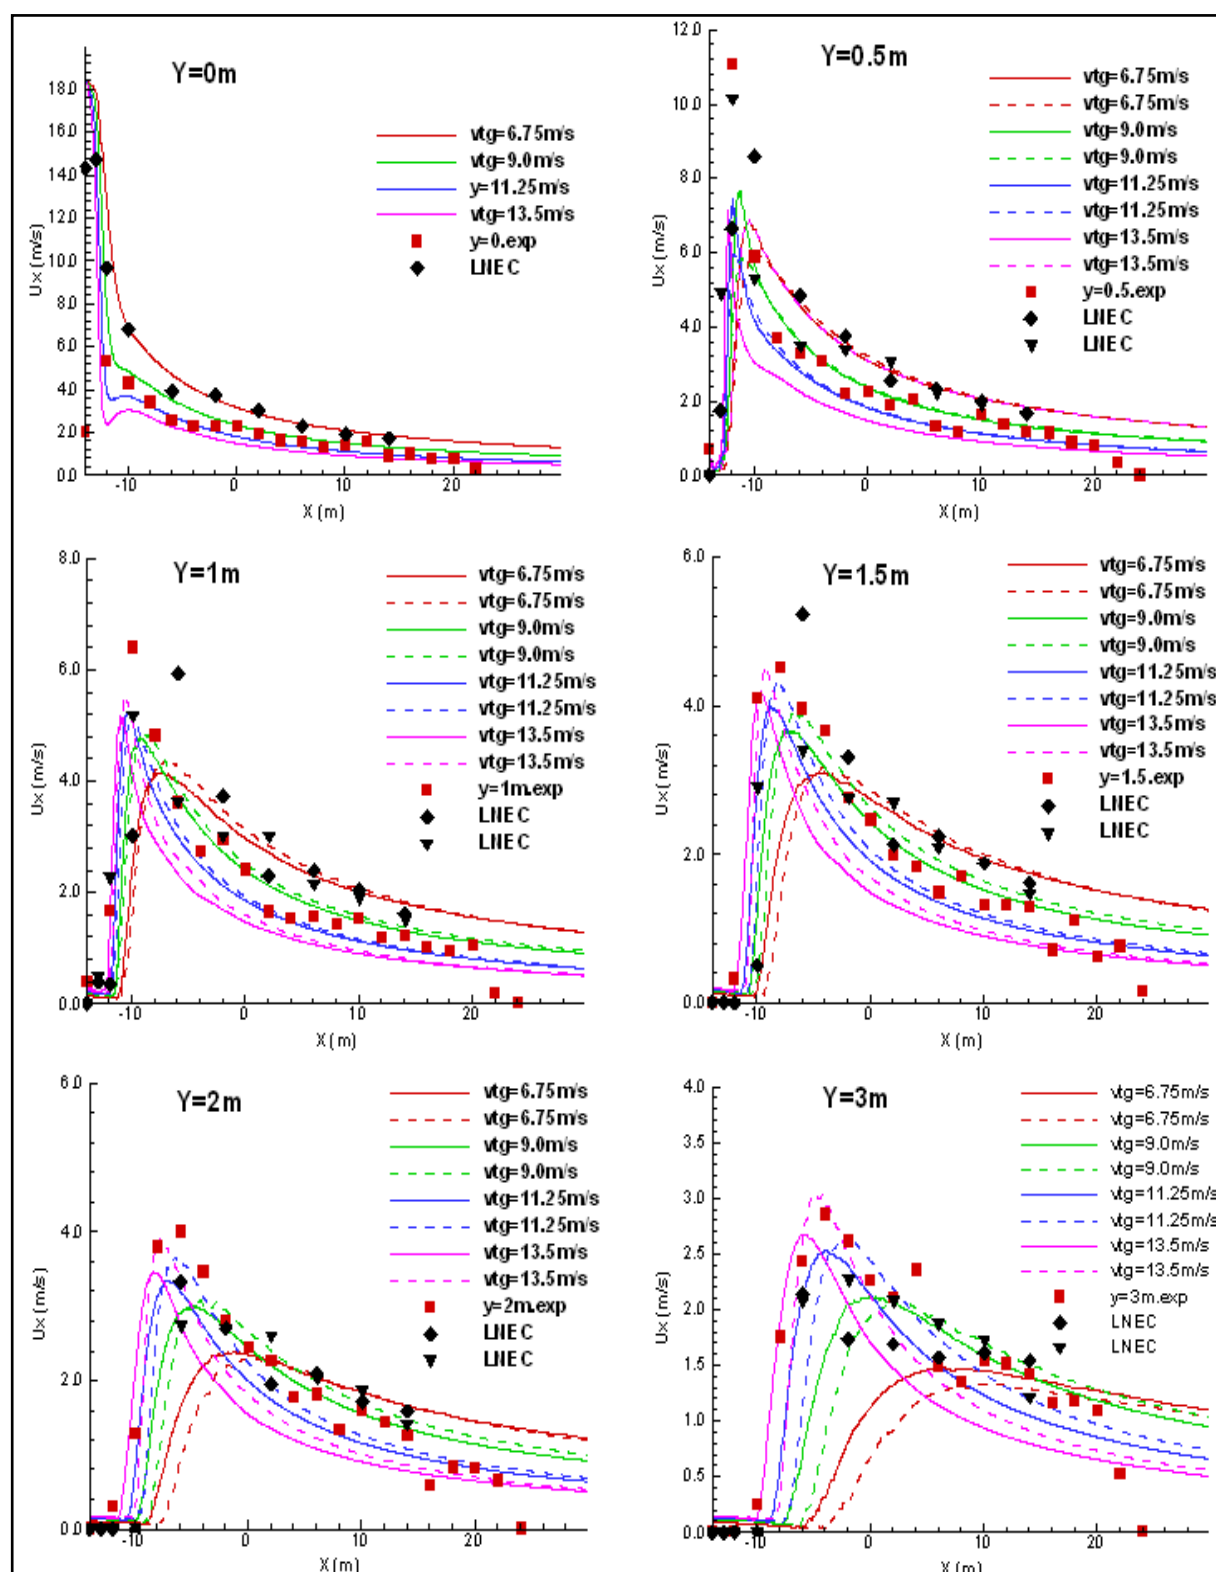 Y=0m
18.0
16.0
14.0
12.0
10.0
8.0
6.0
4.0
2.0
0.0
Ux (m/s)
-10
0
10
20
X (m)
vtg=6.75m/s
vtg=9.0m/s
y=11.25m/s
vtg=13.5m/s
y=0.exp
LNEC
Y=0.5m
12.0
10.0
8.0
6.0
4.0
2.0
0.0
Ux (m/s)
-10
0
10
20
X (m)
vtg=6.75m/s
vtg=6.75m/s
vtg=9.0m/s
vtg=9.0m/s
vtg=11.25m/s
vtg=11.25m/s
vtg=13.5m/s
vtg=13.5m/s
y=0.5.exp
LNEC
LNEC
Y=1m
8.0
6.0
4.0
2.0
0.0
Ux (m/s)
-10
0
10
20
X (m)
vtg=6.75m/s
vtg=6.75m/s
vtg=9.0m/s
vtg=9.0m/s
vtg=11.25m/s
vtg=11.25m/s
vtg=13.5m/s
vtg=13.5m/s
y=1m.exp
LNEC
LNEC
Y=1.5m
6.0
4.0
2.0
0.0
Ux (m/s)
-10
0
10
20
X (m)
vtg=6.75m/s
vtg=6.75m/s
vtg=9.0m/s
vtg=9.0m/s
vtg=11.25m/s
vtg=11.25m/s
vtg=13.5m/s
vtg=13.5m/s
y=1.5.exp
LNEC
LNEC
Y=2m
6.0
4.0
2.0
0.0
Ux (m/s)
-10
0
10
20
X (m)
vtg=6.75m/s
vtg=6.75m/s
vtg=9.0m/s
vtg=9.0m/s
vtg=11.25m/s
vtg=11.25m/s
vtg=13.5m/s
vtg=13.5m/s
y=2m.exp
LNEC
LNEC
Y=3m
4.0
3.5
3.0
2.5
2.0
1.5
1.0
0.5
0.0
Ux (m/s)
-10
0
10
20
X (m)
vtg=6.75m/s
vtg=6.75m/s
vtg=9.0m/s
vtg=9.0m/s
vtg=11.25m/s
vtg=11.25m/s
vtg=13.5m/s
vtg=13.5m/s
y=3m.exp
LNEC
LNEC